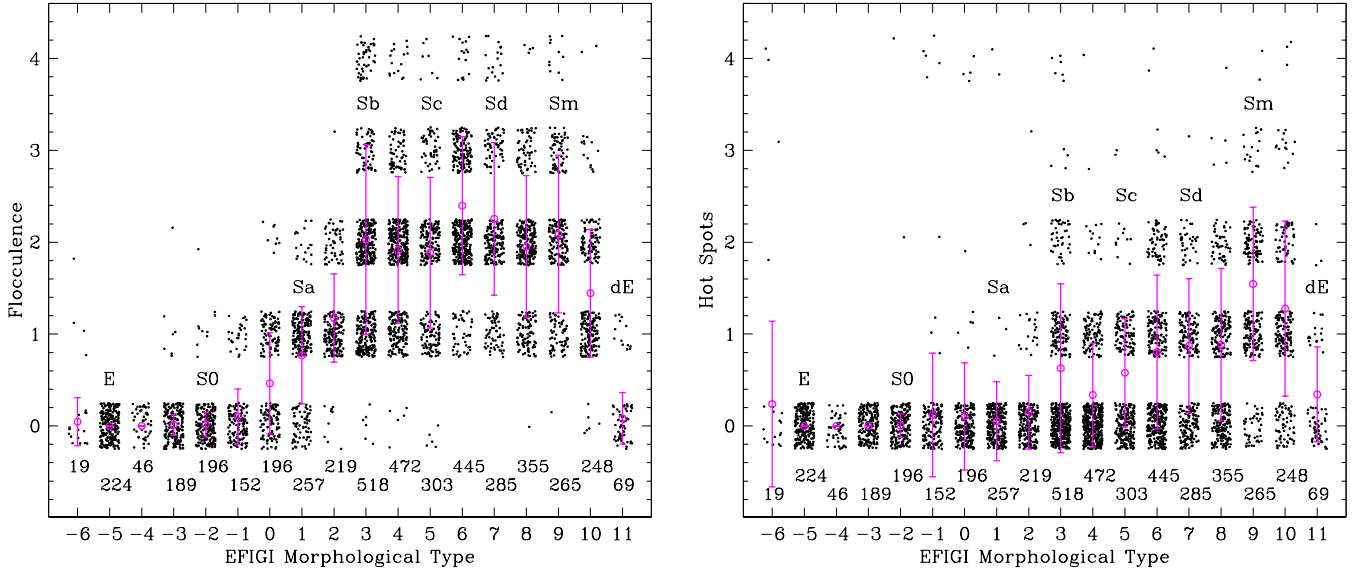 4
3
2
1
0
Flocculence
Sb Sc Sd Sm
Sa dE
E S0
19 46 196 196 219 472 445 355 248
224 189 152 257 518 303 285 265 69
−6 −5 −4 −3 −2 −1 0 1 2 3 4 5 6 7 8 9 10 11
EFIGI Morphological Type
4
3
2
1
0
Hot Spots
Sm
Sb Sc Sd
Sa dE
E S0
224 196 196 219 472 445 355 248
19 46 189 152 257 518 303 285 265 69
−6 −5 −4 −3 −2 −1 0 1 2 3 4 5 6 7 8 9 10 11
EFIGI Morphological Type